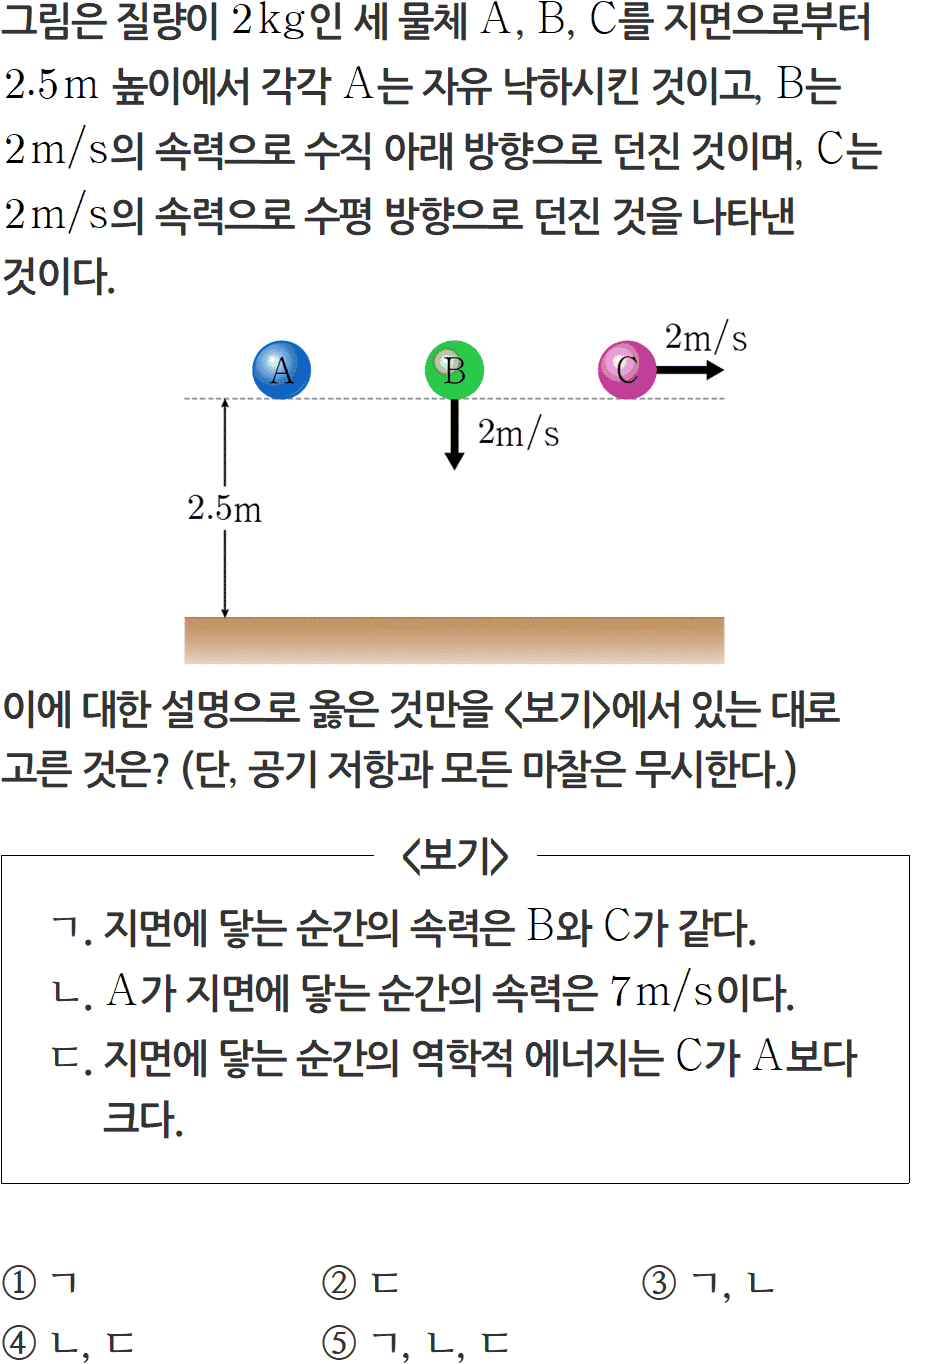 그림은 질량이 2kg인 세 물체 A, B, C를 지면으로부터
2.5m 높이에서 각각 A는 자유 낙하시킨 것이고, B는
2m/s의 속력으로 수직 아래 방향으로 던진 것이며, C는
2m/s의 속력으로 수평 방향으로 던진 것을 나타낸
것이다.
2m/s
A B C
2m/s
2.5m
이에 대한 설명으로 옳은 것만을 <보기>에서 있는 대로
고른 것은? (단, 공기 저항과 모든 마찰은 무시한다.)
<보기>
ㄱ. 지면에 닿는 순간의 속력은 B와 C가 같다.
ㄴ. A가 지면에 닿는 순간의 속력은 7m/s이다.
ㄷ. 지면에 닿는 순간의 역학적 에너지는 C가 A보다
크다.
① ㄱ ② ㄷ ③ ㄱ, ㄴ
④ ㄴ, ㄷ ⑤ ㄱ, ㄴ, ㄷ